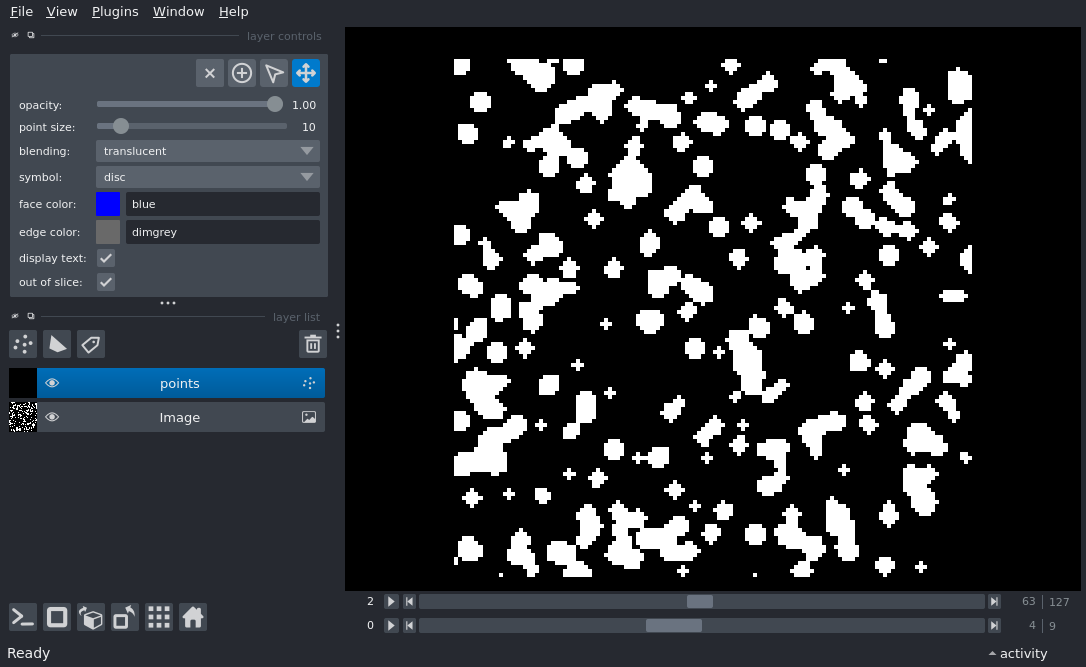 File View Plugins Window Help
layer controls
opacity: 1.00
point size: 10
blending: translucent
symbol: disc
face color: blue
edge color: dimgrey
display text:
out of slice:
layer list
points
Image
2 63 127
0 4 9
Ready activity